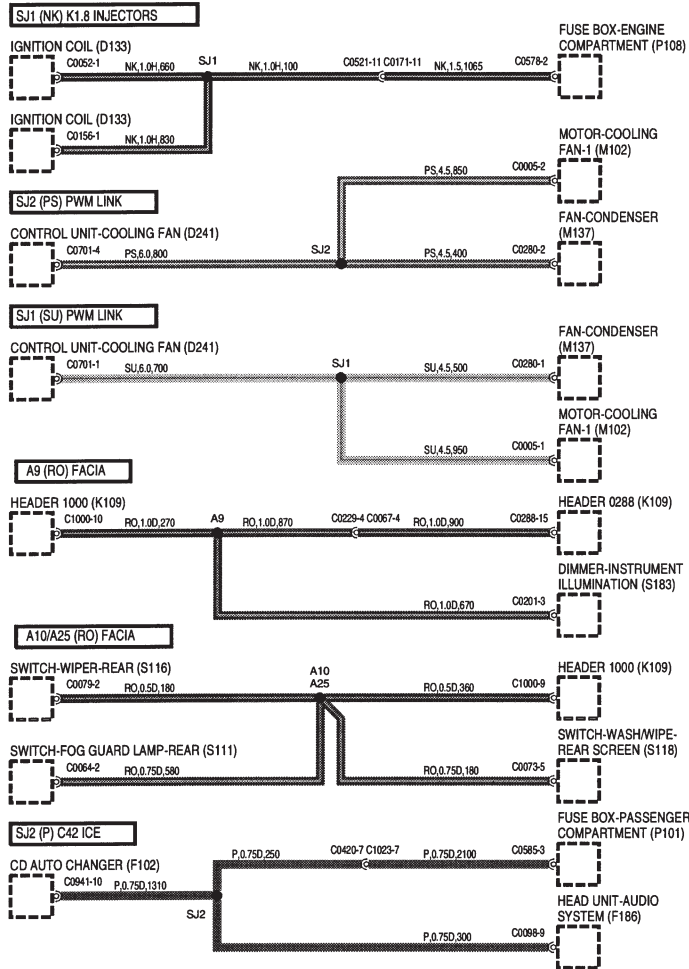 SJ1 (NK) K1.8 INJECTORS
IGNITION COIL (D133)
C0052-1
NK,1.0H,660
SJ1
NK,1.0H,100
C0521-11 C0171-11
NK,1.5,1065
C0578-2
FUSE BOX-ENGINE
COMPARTMENT (P108)
IGNITION COIL (D133)
C0156-1
NK,1.0H,830
MOTOR-COOLING
FAN-1 (M102)
PS,4.5,850
C0005-2
SJ2 (PS) PWM LINK
CONTROL UNIT-COOLING FAN (D241)
C0701-4
PS,6.0,800
SJ2
PS,4.5,400
C0280-2
FAN-CONDENSER
(M137)
SJ1 (SU) PWM LINK
CONTROL UNIT-COOLING FAN (D241)
C0701-1
SU,6.0,700
SJ1
SU,4.5,500
C0280-1
FAN-CONDENSER
(M137)
MOTOR-COOLING
FAN-1 (M102)
SU,4.5,950
C0005-1
A9 (RO) FACIA
HEADER 1000 (K109)
C1000-10
RO,1.0D,270
A9
RO,1.0D,870
C0229-4 C0067-4
RO,1.0D,900
C0288-15
HEADER 0288 (K109)
DIMMER-INSTRUMENT
ILLUMINATION (S183)
RO,1.0D,670
C0201-3
A10/A25 (RO) FACIA
SWITCH-WIPER-REAR (S116)
C0079-2
RO,0.5D,180
A10
A25
RO,0.5D,360
C1000-9
HEADER 1000 (K109)
SWITCH-FOG GUARD LAMP-REAR (S111)
C0064-2
RO,0.75D,580
RO,0.75D,180
C0073-5
SWITCH-WASH/WIPE-
REAR SCREEN (S118)
SJ2 (P) C42 ICE
CD AUTO CHANGER (F102)
C0941-10
P,0.75D,1310
SJ2
P,0.75D,250
C0420-7 C1023-7
P,0.75D,2100
C0585-3
FUSE BOX-PASSENGER
COMPARTMENT (P101)
HEAD UNIT-AUDIO
SYSTEM (F186)
P,0.75D,300
C0098-9